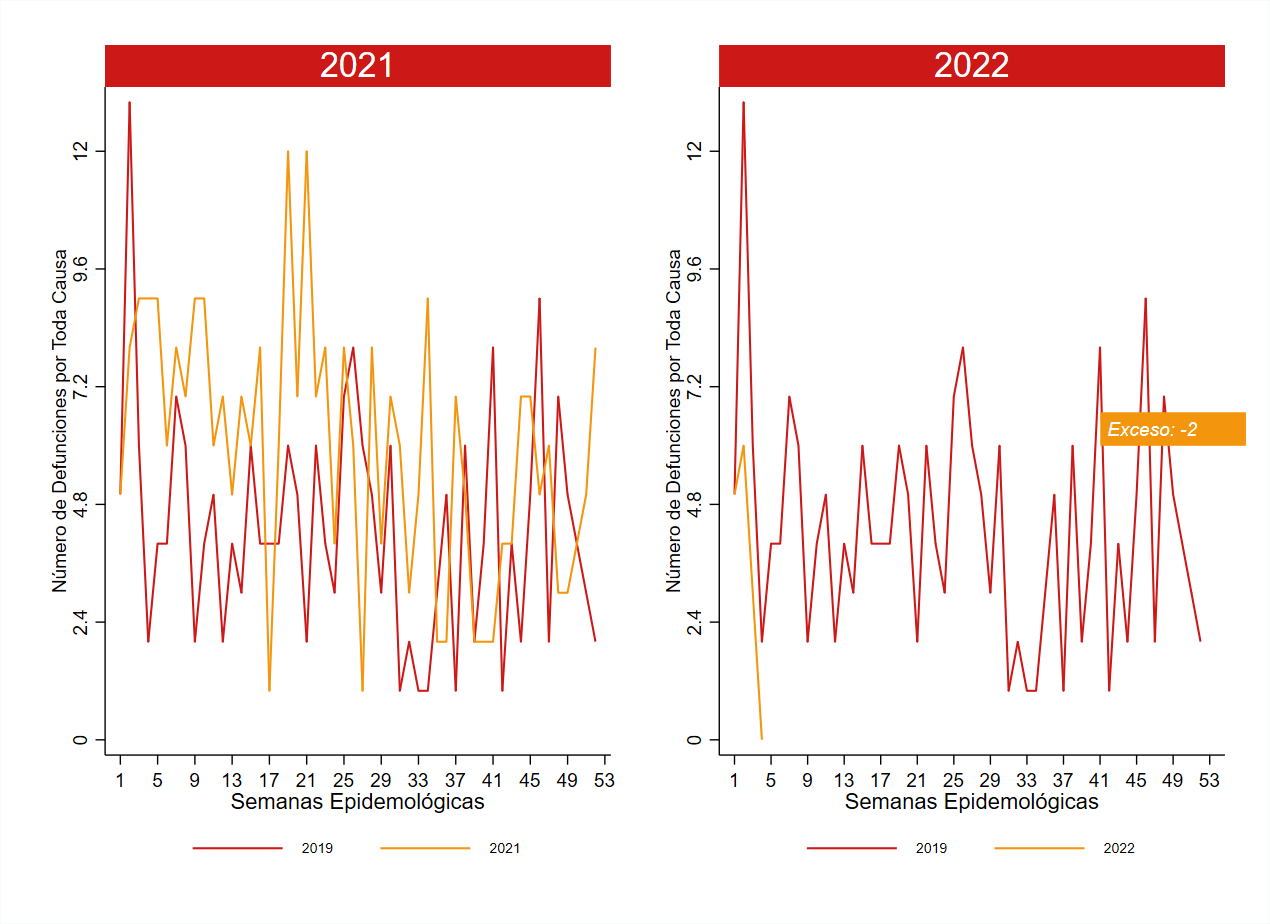 2021
Número de Defunciones por Toda Causa
12
9.6
7.2
4.8
2.4
0
1 5 9 13 17 21 25 29 33 37 41 45 49 53
Semanas Epidemológicas
2019 2021
2022
Número de Defunciones por Toda Causa
12
9.6
7.2
4.8
2.4
0
Exceso: -2
1 5 9 13 17 21 25 29 33 37 41 45 49 53
Semanas Epidemológicas
2019 2022